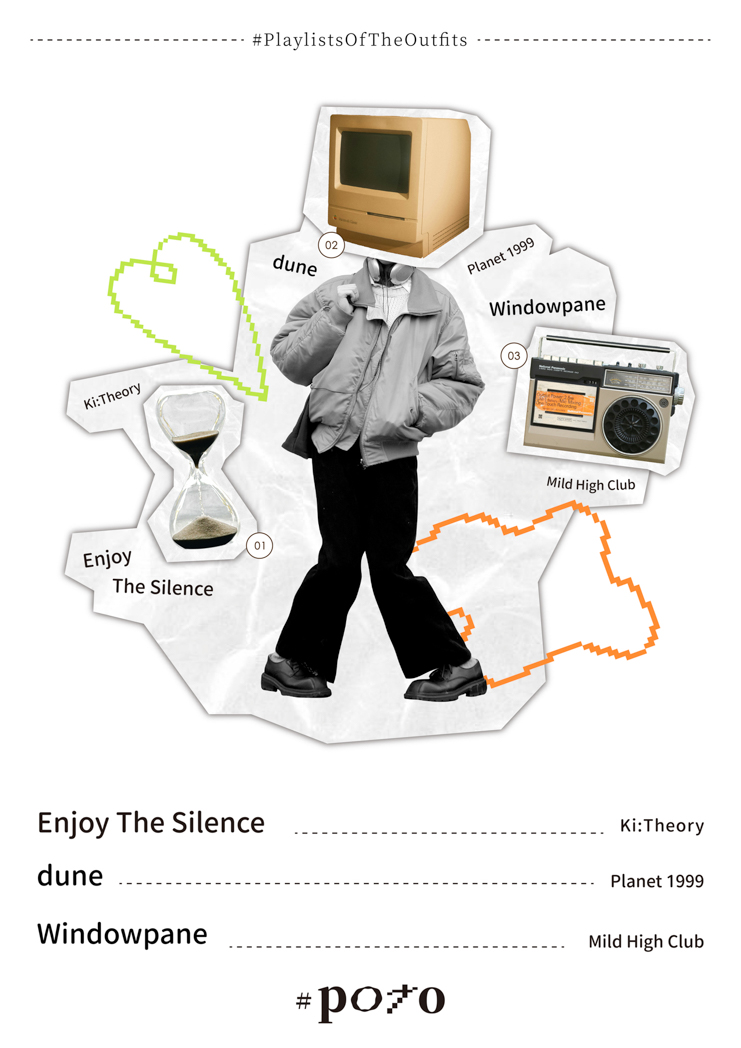 #PlaylistsOfTheOutfits
02
dune
Planet 1999
Windowpane
03
Ki:Theory
Mild High Club
01
Enjoy
The Silence
Enjoy The Silence Ki:Theory
dune Planet 1999
Windowpane Mild High Club